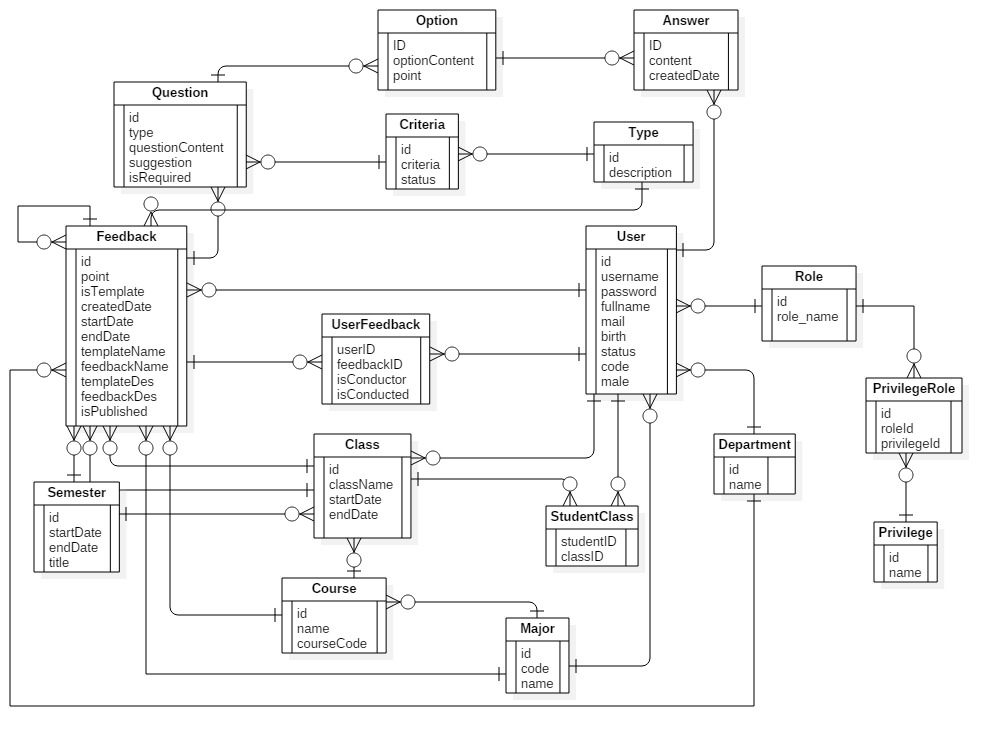 Option
ID
optionContent
point
Answer
ID
content
createdDate
Question
id
type
questionContent
suggestion
isRequired
Criteria
id
criteria
status
Type
id
description
Feedback
id
point
isTemplate
createdDate
startDate
endDate
templateName
feedbackName
templateDes
feedbackDes
isPublished
User
id
username
password
fullname
mail
birth
status
code
male
Role
id
role_name
UserFeedback
userID
feedbackID
isConductor
isConducted
PrivilegeRole
id
roleId
privilegeId
Class
id
className
startDate
endDate
Department
id
name
Semester
id
startDate
endDate
title
StudentClass
studentID
classID
Privilege
id
name
Course
id
name
courseCode
Major
id
code
name